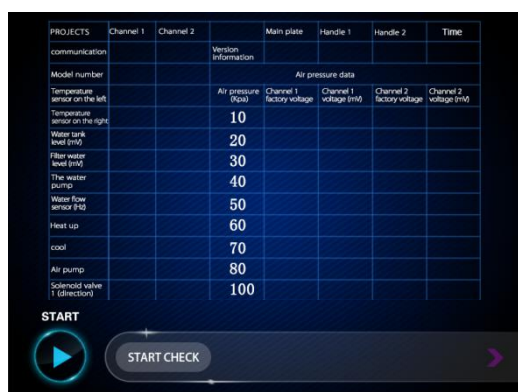 PROJECTS Channel 1 Channel 2 Main plate Handle 1 Handle 2 Time
communication Version
Information
Model number Air pressure data
Temperature
sensor on the left Air pressure
(Kpa) Channel 1
factory voltage Channel 1
voltage (mV) Channel 2
factory voltage Channel 2
voltage (mV)
Temperature
sensor on the right 10
Water tank
level (mV) 20
Filter water
level (mV) 30
The water
pump 40
Water flow
sensor (Hz) 50
Heat up 60
cool 70
Air pump 80
Solenoid valve
1 (direction) 100
START
START CHECK